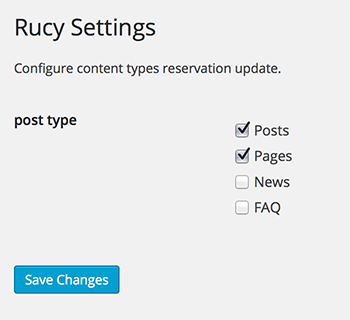 Rucy Settings
Configure content types reservation update.
post type
Posts
Pages
News
FAQ
Save Changes